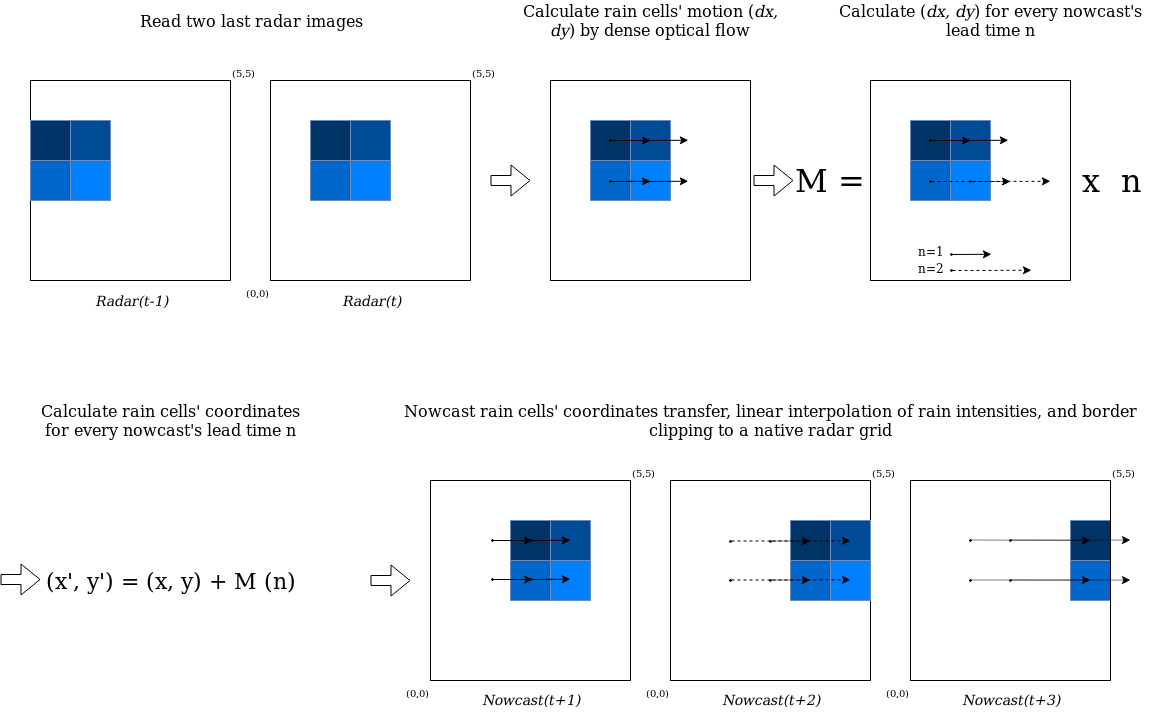 Read two last radar images
Calculate rain cells' motion (dx,
dy) by dense optical flow
Calculate (dx, dy) for every nowcast's
lead time n
(5,5)
(5,5)
M =
x n
n=1
n=2
(0,0)
Radar(t-1)
Radar(t)
Calculate rain cells' coordinates
for every nowcast's lead time n
Nowcast rain cells' coordinates transfer, linear interpolation of rain intensities, and border
clipping to a native radar grid
(5,5)
(5,5)
(5,5)
(x', y') = (x, y) + M (n)
(0,0)
(0,0)
(0,0)
Nowcast(t+1)
Nowcast(t+2)
Nowcast(t+3)